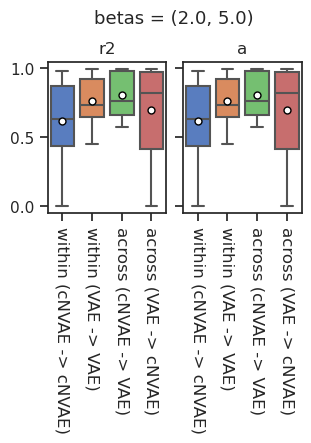 betas = (2.0, 5.0)
r2
a
1.0
0.5
0.0
within (cNVAE -> cNVAE)
within (VAE -> VAE)
across (cNVAE -> VAE)
across (VAE -> cNVAE)
within (cNVAE -> cNVAE)
within (VAE -> VAE)
across (cNVAE -> VAE)
across (VAE -> cNVAE)